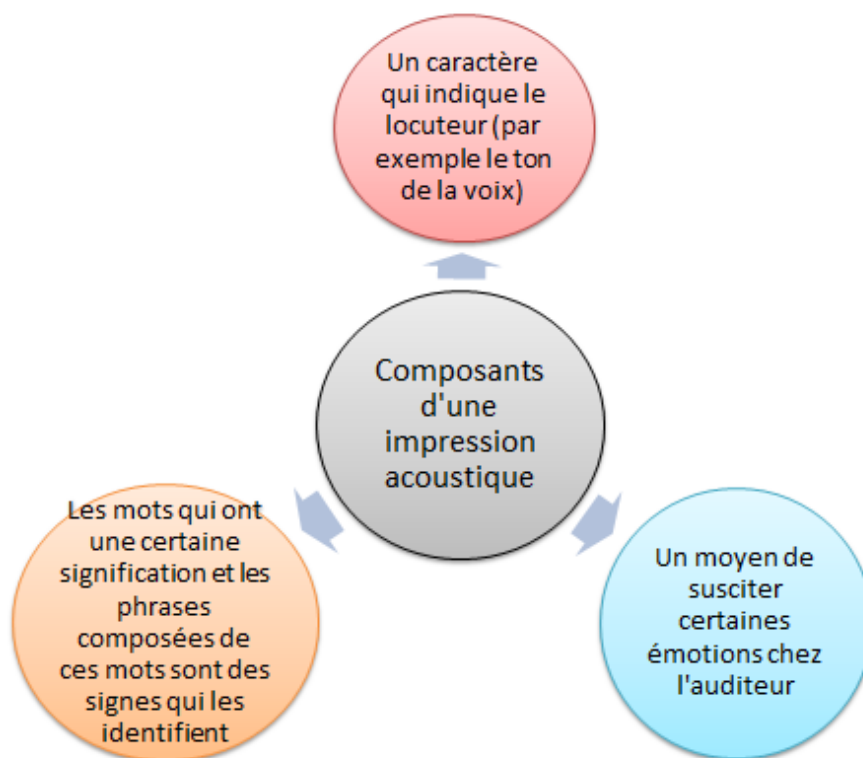 Un caractère
qui indique le
locuteur (par
exemple le ton
de la voix)
Composants
d'une
impression
acoustique
Les mots qui ont
une certaine
signification et les
phrases
composées de
ces mots sont des
signes qui les
identifient
Un moyen de
susciter
certaines
émotions chez
l'auditeur